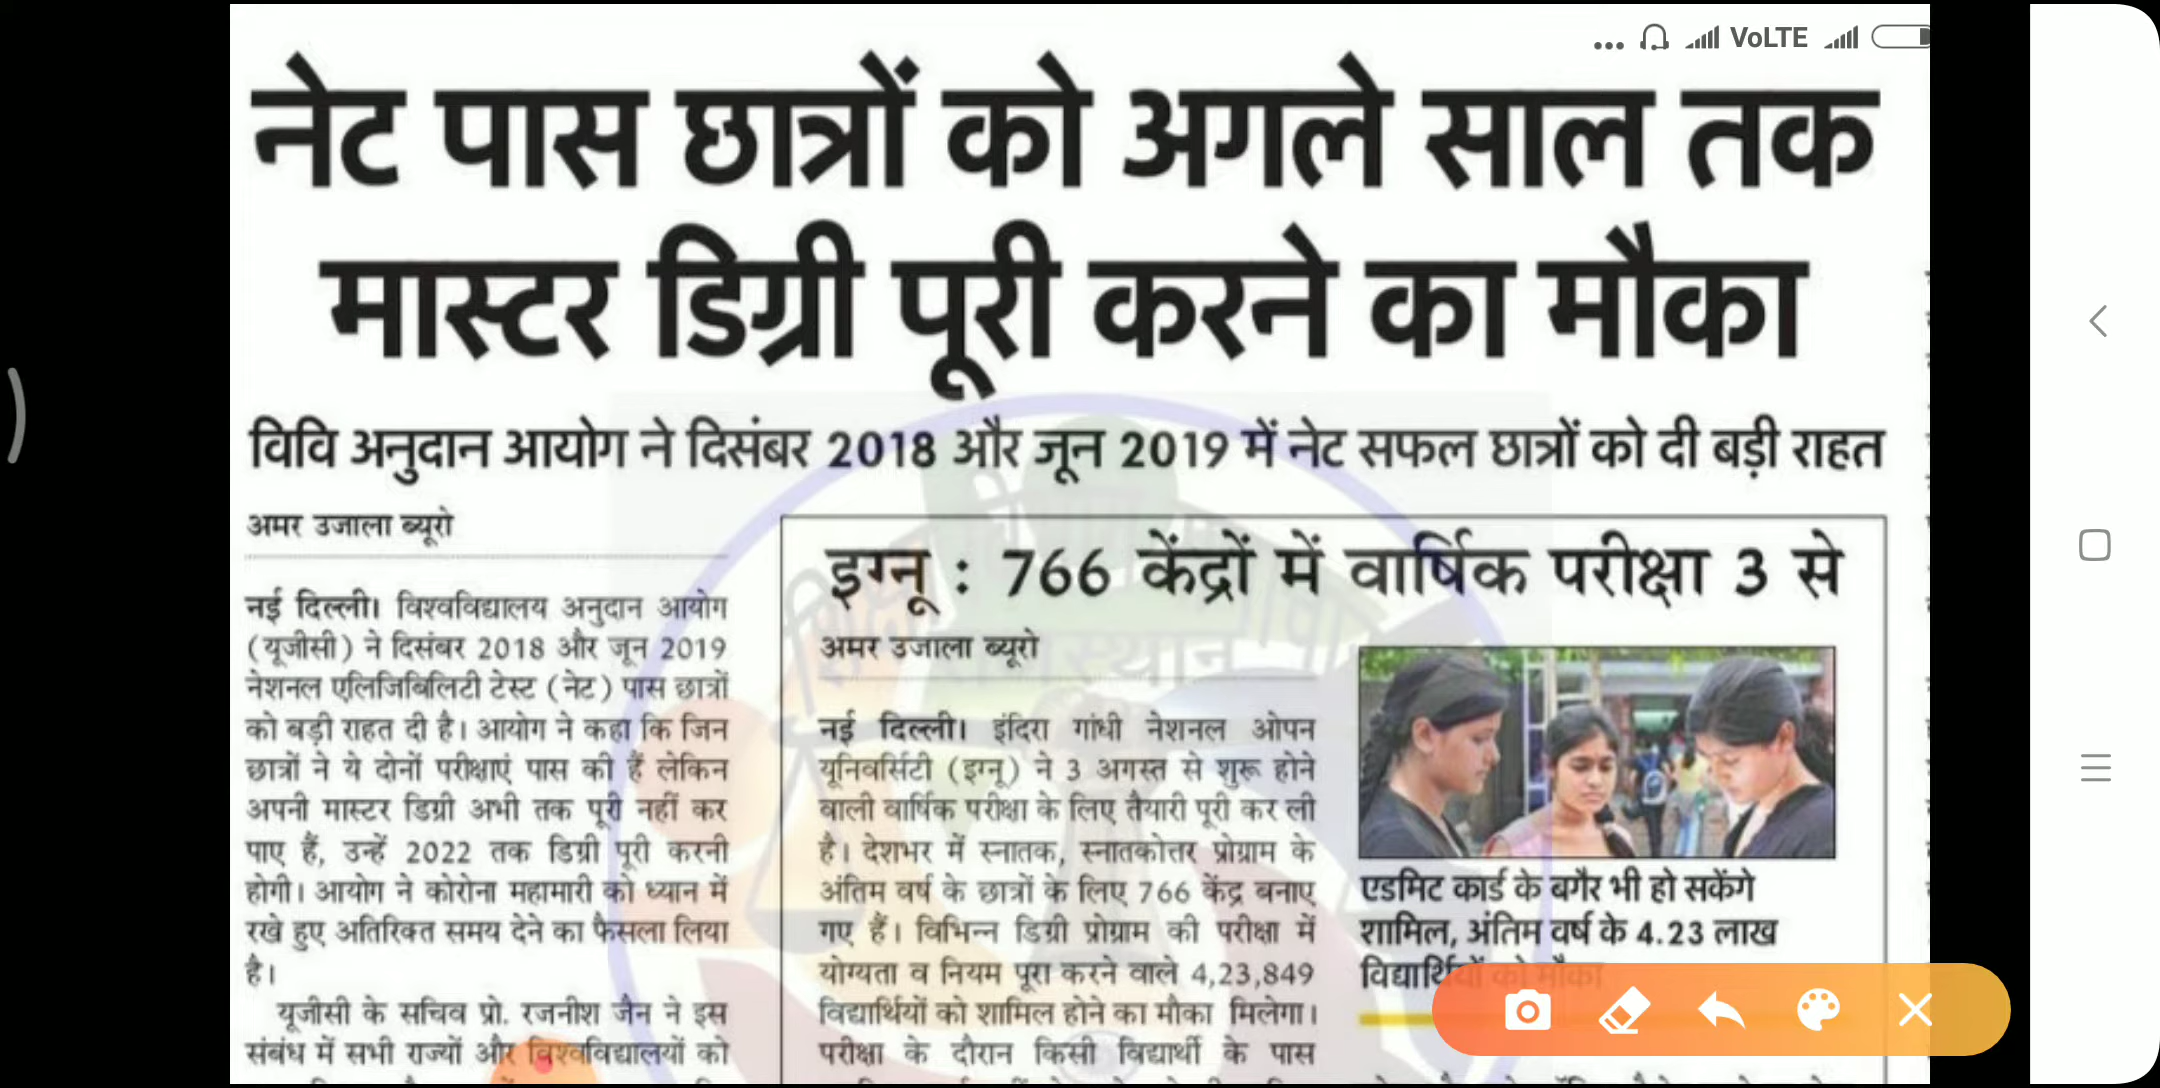 VoLTE
नेट पास छात्रों को अगले साल तक
मास्टर डिग्री पूरी करने का मौका
विवि अनुदान आयोग ने दिसंबर 2018 और जून 2019 में नेट सफल छात्रों को दी बड़ी राहत
अमर उजाला ब्यूरो
नई दिल्ली। विश्वविद्यालय अनुदान आयोग
(यूजीसी) ने दिसंबर 2018 और जून 2019
नेशनल एलिजिबिलिटी टेस्ट (नेट) पास छात्रों
को बड़ी राहत दी है। आयोग ने कहा कि जिन
छात्रों ने ये दोनों परीक्षाएं पास की हैं लेकिन
अपनी मास्टर डिग्री अभी तक पूरी नहीं कर
पाए हैं, उन्हें 2022 तक डिग्री पूरी करनी
होगी। आयोग ने कोरोना महामारी को ध्यान में
रखे हुए अतिरिक्त समय देने का फैसला लिया
है।
यूजीसी के सचिव प्रो. रजनीश जैन ने इस
संबंध में सभी राज्यों और विश्वविद्यालयों को
इग्नू : 766 केंद्रों में वार्षिक परीक्षा 3 से
अमर उजाला ब्यूरो
नई दिल्ली। इंदिरा गांधी नेशनल ओपन
यूनिवर्सिटी (इग्नू) ने 3 अगस्त से शुरू होने
वाली वार्षिक परीक्षा के लिए तैयारी पूरी कर ली
है। देशभर में स्नातक, स्नातकोत्तर प्रोग्राम के
अंतिम वर्ष के छात्रों के लिए 766 केंद्र बनाए
गए हैं। विभिन्न डिग्री प्रोग्राम की परीक्षा में
योग्यता व नियम पूरा करने वाले 4,23,849
विद्यार्थियों को शामिल होने का मौका मिलेगा।
परीक्षा के दौरान किसी विद्यार्थी के पास
एडमिट कार्ड के बगैर भी हो सकेंगे
शामिल, अंतिम वर्ष के 4.23 लाख
विद्यार्थियों को मौका